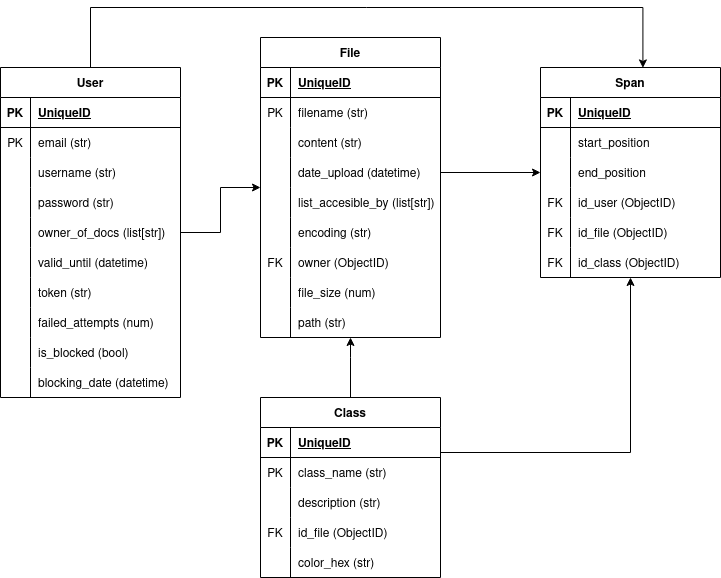 User
PK UniqueID
PK email (str)
username (str)
password (str)
owner_of_docs (list[str])
valid_until (datetime)
token (str)
failed_attempts (num)
is_blocked (bool)
blocking_date (datetime)
File
PK UniqueID
PK filename (str)
content (str)
date_upload (datetime)
list_accesible_by (list[str])
encoding (str)
FK owner (ObjectID)
file_size (num)
path (str)
Span
PK UniqueID
start_position
end_position
FK id_user (ObjectID)
FK id_file (ObjectID)
FK id_class (ObjectID)
Class
PK UniqueID
PK class_name (str)
description (str)
FK id_file (ObjectID)
color_hex (str)